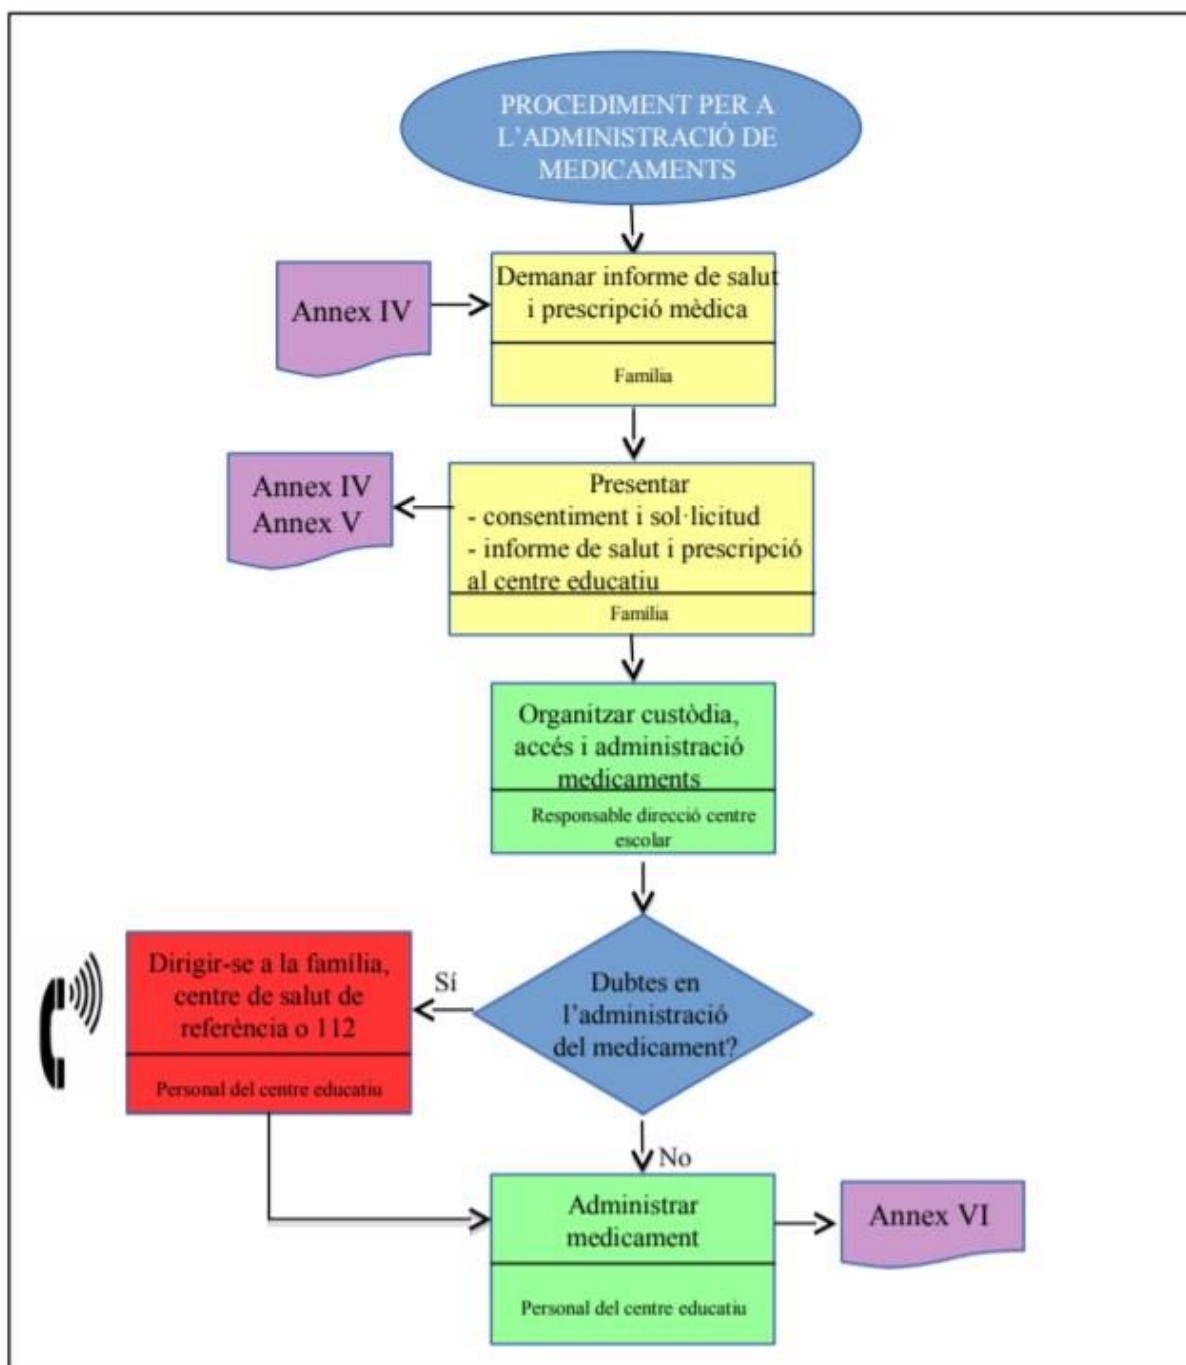 PROCEDIMENT PER A
L’ADMINISTRACIÓ DE
MEDICAMENTS
Annex IV
Demanar informe de salut
i prescripció mèdica
Família
Annex IV
Annex V
Presentar
- consentiment i sol·licitud
- informe de salut i prescripció
al centre educatiu
Família
Organitzar custòdia,
accés i administració
medicaments
Responsable direcció centre
escolar
Dubtes en
l’administració
del medicament?
Sí
Dirigir-se a la família,
centre de salut de
referència o 112
Personal del centre educatiu
No
Administrar
medicament
Personal del centre educatiu
Annex VI